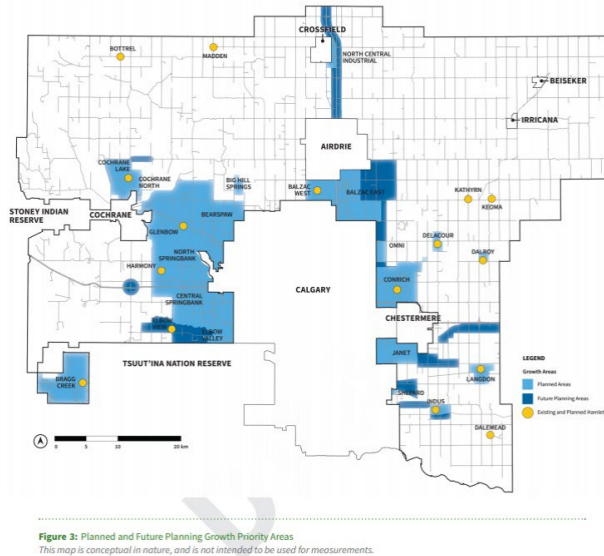 CROSSFIELD
BOTTREL
MADDEN
NORTH CENTRAL
INDUSTRIAL
BEISEKER
IRRICANA
AIRDRIE
COCHRANE
LAKE
COCHRANE
NORTH
BIG HILL
SPRINGS
BALZAC
WEST
BALZAC EAST
KATHYRN
KEOMA
STONEY INDIAN
RESERVE
COCHRANE
BEARSPAW
GLENBOW
DELACOUR
OMNI
DALROY
NORTH
SPRINGBANK
HARMONY
CONRICH
CENTRAL
SPRINGBANK
CALGARY
CHESTERMERE
ELBOW
VALLEY
TSUUT'INA NATION RESERVE
JANET
LANGDON
BRAGG
CREEK
SHEPARD
INDUS
DALEMEAD
LEGEND
Growth Areas
Planned Areas
Future Planning Areas
Existing and Planned Hamlet
A
0 5 10 20 km
Figure 3: Planned and Future Planning Growth Priority Areas
This map is conceptual in nature, and is not intended to be used for measurements.